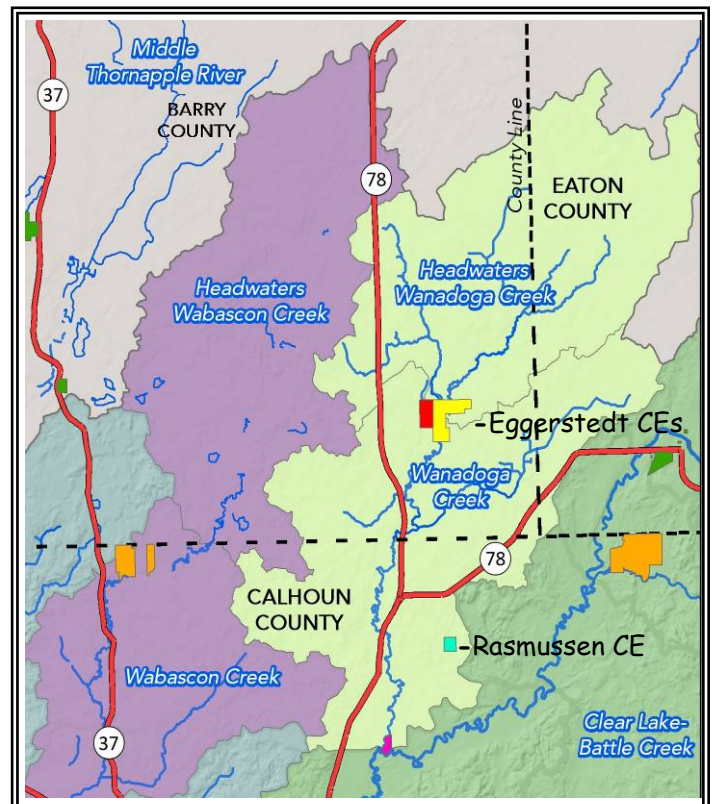 Middle
Thornapple River
37
BARRY
COUNTY
78
County Line
EATON
COUNTY
Headwaters
Wabascon Creek
Headwaters
Wanadoga Creek
-Eggerstedt CEs
Wanadoga
Creek
78
CALHOUN
COUNTY
-Rasmussen CE
Wabascon Creek
37
Clear Lake-
Battle Creek